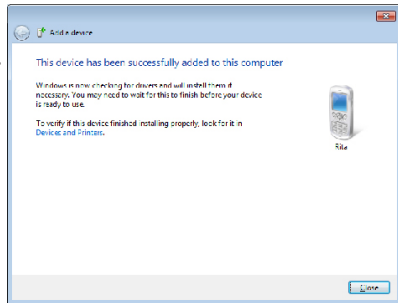 Add a device
This device has been successfully added to this computer
Windows is now checking for drivers and will install them if
necessary. You may need to wait for this to finish before your device
is ready to use.
To verify if this device finished installing properly, look for it in
Devices and Printers.
Rita
Close